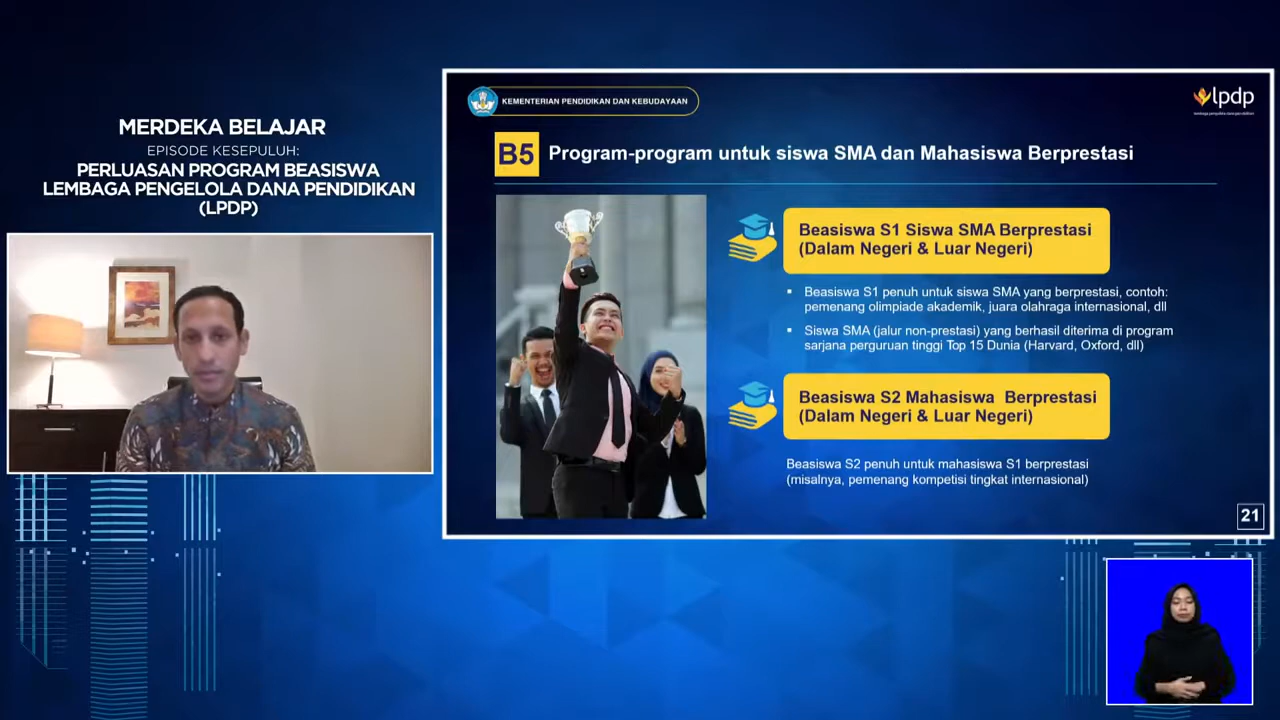 MERDEKA BELAJAR
EPISODE KESEPULUH:
PERLUASAN PROGRAM BEASISWA
LEMBAGA PENGELOLA DANA PENDIDIKAN
(LPDP)
KEMENTERIAN PENDIDIKAN DAN KEBUDAYAAN
lpdp
B5 Program-program untuk siswa SMA dan Mahasiswa Berprestasi
Beasiswa S1 Siswa SMA Berprestasi
(Dalam Negeri & Luar Negeri)
▪ Beasiswa S1 penuh untuk siswa SMA yang berprestasi, contoh:
pemenang olimpiade akademik, juara olahraga internasional, dll
▪ Siswa SMA (jalur non-prestasi) yang berhasil diterima di program
sarjana perguruan tinggi Top 15 Dunia (Harvard, Oxford, dll)
Beasiswa S2 Mahasiswa Berprestasi
(Dalam Negeri & Luar Negeri)
Beasiswa S2 penuh untuk mahasiswa S1 berprestasi
(misalnya, pemenang kompetisi tingkat internasional)
21